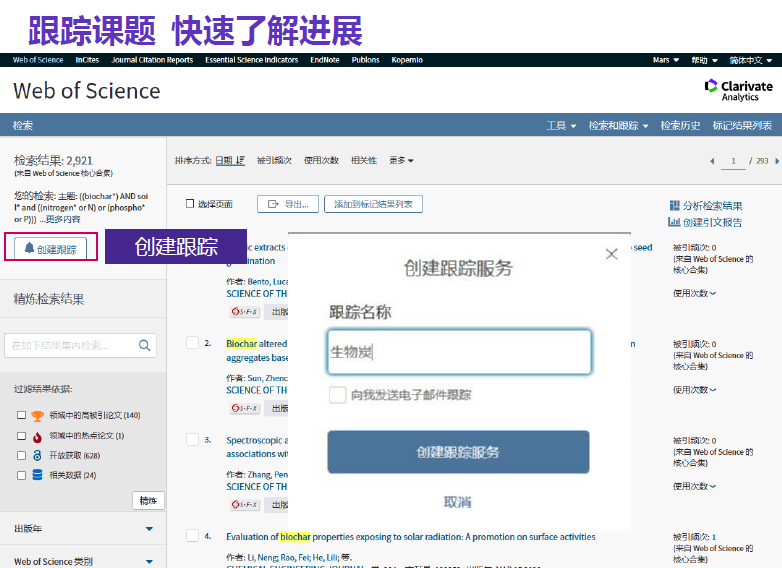 跟踪课题 快速了解进展
Web of Science InCites Journal Citation Reports Essential Science Indicators EndNote Publons Kopernio Mars 帮助 简体中文
Web of Science
Clarivate
Analytics
检索 工具 检索和跟踪 检索历史 标记结果列表
检索结果: 2,921
(来自 Web of Science 核心合集)
您的检索: 主题: ((biochar*) AND soi
l* and ((nitrogen* or N) or (phospho*
or P))) ...更多内容
创建跟踪
创建跟踪
精炼检索结果
在如下结果集内检索...
过滤结果依据:
领域中的高被引论文 (140)
领域中的热点论文 (1)
开放获取 (628)
相关数据 (24)
精炼
出版年
Web of Science 类别
排序方式: 日期 被引频次 使用次数 相关性 更多
1 / 293
选择页面 导出... 添加到标记结果列表
分析检索结果
创建引文报告
extracts
seed
作者: Bento, Luca
SCIENCE OF TH
S·F·X 出版
被引频次: 0
(来自 Web of Science 的
核心合集)
使用次数
2. Biochar altered
aggregates base
作者: Sun, Zhenc
SCIENCE OF TH
S·F·X 出版
被引频次: 0
(来自 Web of Science 的
核心合集)
使用次数
3. Spectroscopic a
associations wit
作者: Zhang, Pen
SCIENCE OF TH
S·F·X 出版
被引频次: 0
(来自 Web of Science 的
核心合集)
使用次数
4. Evaluation of biochar properties exposing to solar radiation: A promotion on surface activities
作者: Li, Neng; Rao, Fei; He, Lili; 等.
被引频次: 1
(来自 Web of Science 的
核心合集)
创建跟踪服务
跟踪名称
生物炭
向我发送电子邮件跟踪
创建跟踪服务
取消